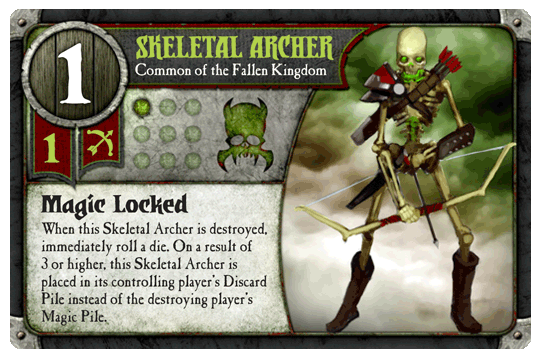 1
SKELETAL ARCHER
Common of the Fallen Kingdom
1
Magic Locked
When this Skeletal Archer is destroyed,
immediately roll a die. On a result of
3 or higher, this Skeletal Archer is
placed in its controlling player's Discard
Pile instead of the destroying player's
Magic Pile.